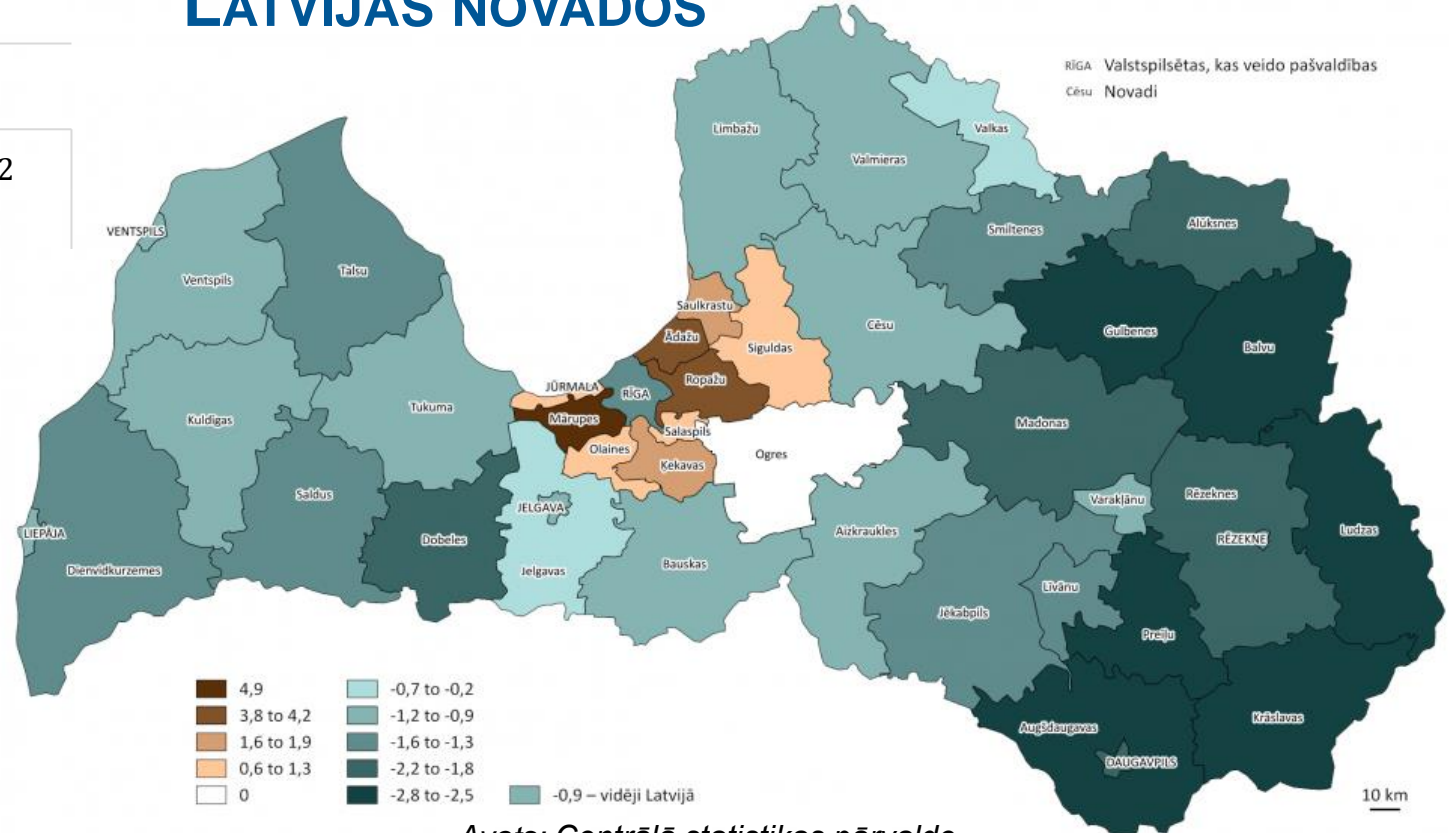 LATVIJAS NOVADOS
2
RĪGA Valstspilsētas, kas veido pašvaldības
Cēsu Novadi
Limbažu
Valmieras
Valkas
VENTSPILS
Ventspils
Talsu
Smiltenes
Alūksnes
Saulkrastu
Ādažu
Siguldas
Cēsu
Gulbenes
Balvu
JŪRMALA
RĪGA
Ropažu
Kuldīgas
Tukuma
Mārupes
Salaspils
Madonas
Olaines
Ķekavas
Ogres
Saldus
Varakļānu
Rēzeknes
LIEPĀJA
Dobeles
JELGAVA
Aizkraukles
RĒZEKNE
Ludzas
Dienvidkurzemes
Jelgavas
Bauskas
Līvānu
Jēkabpils
Preiļu
Augšdaugavas
Krāslavas
DAUGAVPILS
4,9
3,8 to 4,2
1,6 to 1,9
0,6 to 1,3
0
-0,7 to -0,2
-1,2 to -0,9
-1,6 to -1,3
-2,2 to -1,8
-2,8 to -2,5
-0,9 – vidēji Latvijā
10 km
Avots: Centrālā statistikas pārvalde